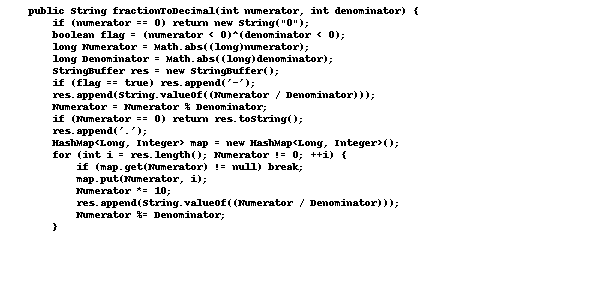 public String fractionToDecimal(int numerator, int denominator) {
if (numerator == 0) return new String("0");
boolean flag = (numerator < 0)^(denominator < 0);
long Numerator = Math.abs((long)numerator);
long Denominator = Math.abs((long)denominator);
StringBuffer res = new StringBuffer();
if (flag == true) res.append('-');
res.append(String.valueOf((Numerator / Denominator)));
Numerator = Numerator % Denominator;
if (Numerator == 0) return res.toString();
res.append('.');
HashMap<Long, Integer> map = new HashMap<Long, Integer>();
for (int i = res.length(); Numerator != 0; ++i) {
if (map.get(Numerator) != null) break;
map.put(Numerator, i);
Numerator *= 10;
res.append(String.valueOf((Numerator / Denominator)));
Numerator %= Denominator;
}